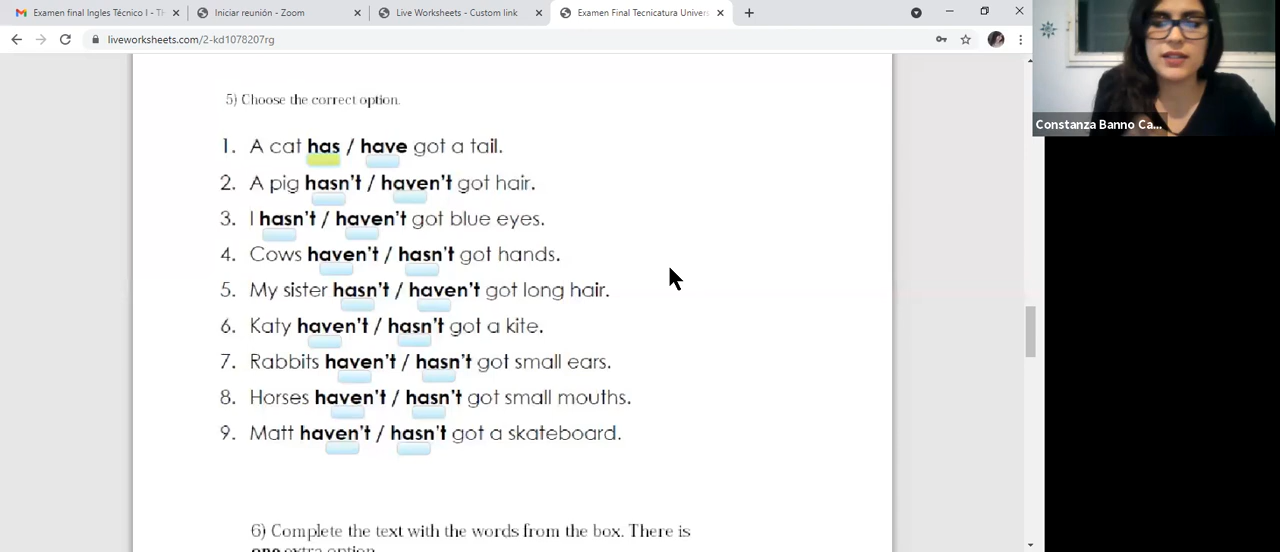 Examen final Ingles Técnico I - Ti
Iniciar reunión - Zoom
Live Worksheets - Custom link
Examen Final Tecnicatura Univer
liveworksheets.com/2-kd1078207rg
Constanza Banno Ca...
5) Choose the correct option.
1. A cat has / have got a tail.
2. A pig hasn't / haven't got hair.
3. I hasn't / haven't got blue eyes.
4. Cows haven't / hasn't got hands.
5. My sister hasn't / haven't got long hair.
6. Katy haven't / hasn't got a kite.
7. Rabbits haven't / hasn't got small ears.
8. Horses haven't / hasn't got small mouths.
9. Matt haven't / hasn't got a skateboard.
6) Complete the text with the words from the box. There is
one extra option